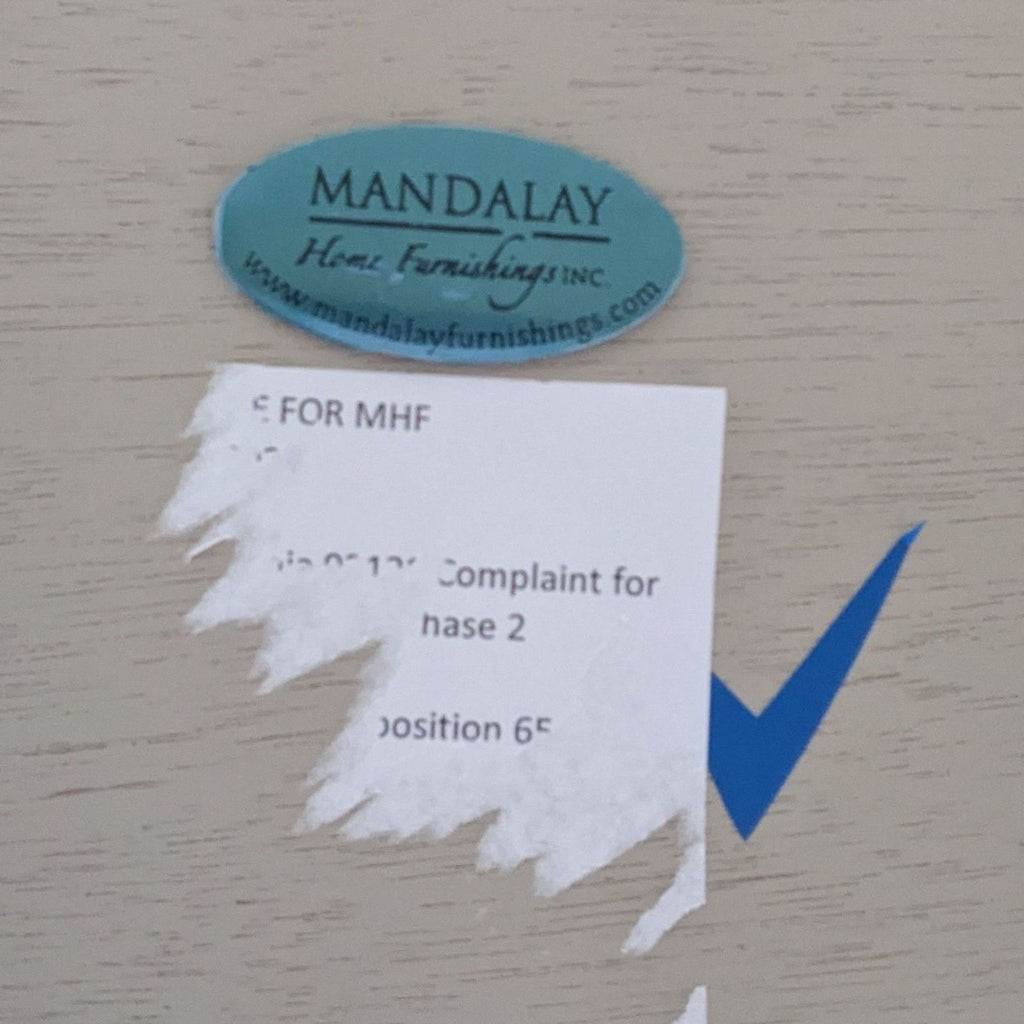 MANDALAY
Home Furnishings INC.
www.mandalayfurnishings.com
FOR MHF
Complaint for
hase 2
position 65